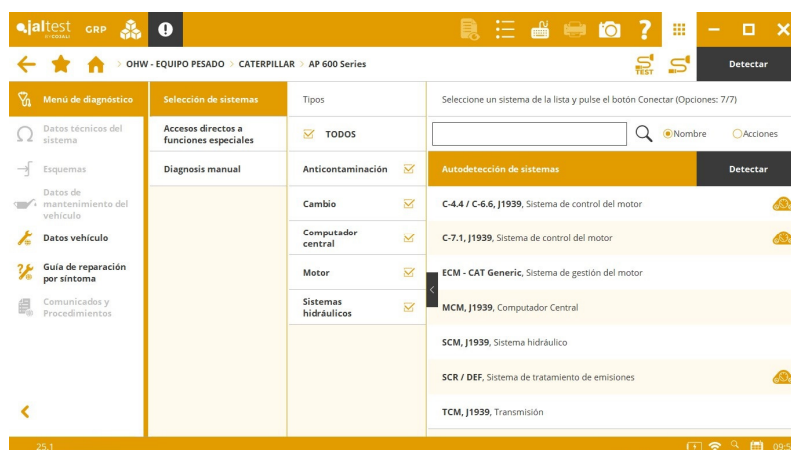 jaltest GRP
OHW - EQUIPO PESADO > CATERPILLAR > AP 600 Series
TEST
Detectar
Menú de diagnóstico
Datos técnicos del
sistema
Esquemas
Datos de
mantenimiento del
vehículo
Datos vehículo
Guía de reparación
por síntoma
Comunicados y
Procedimientos
Selección de sistemas
Accesos directos a
funciones especiales
Diagnosis manual
Tipos
TODOS
Anticontaminación
Cambio
Computador
central
Motor
Sistemas
hidráulicos
Seleccione un sistema de la lista y pulse el botón Conectar (Opciones: 7/7)
Nombre
Acciones
Autodetección de sistemas
Detectar
C-4.4 / C-6.6, J1939, Sistema de control del motor
C-7.1, J1939, Sistema de control del motor
ECM - CAT Generic, Sistema de gestión del motor
MCM, J1939, Computador Central
SCM, J1939, Sistema hidráulico
SCR / DEF, Sistema de tratamiento de emisiones
TCM, J1939, Transmisión
25.1
09:5